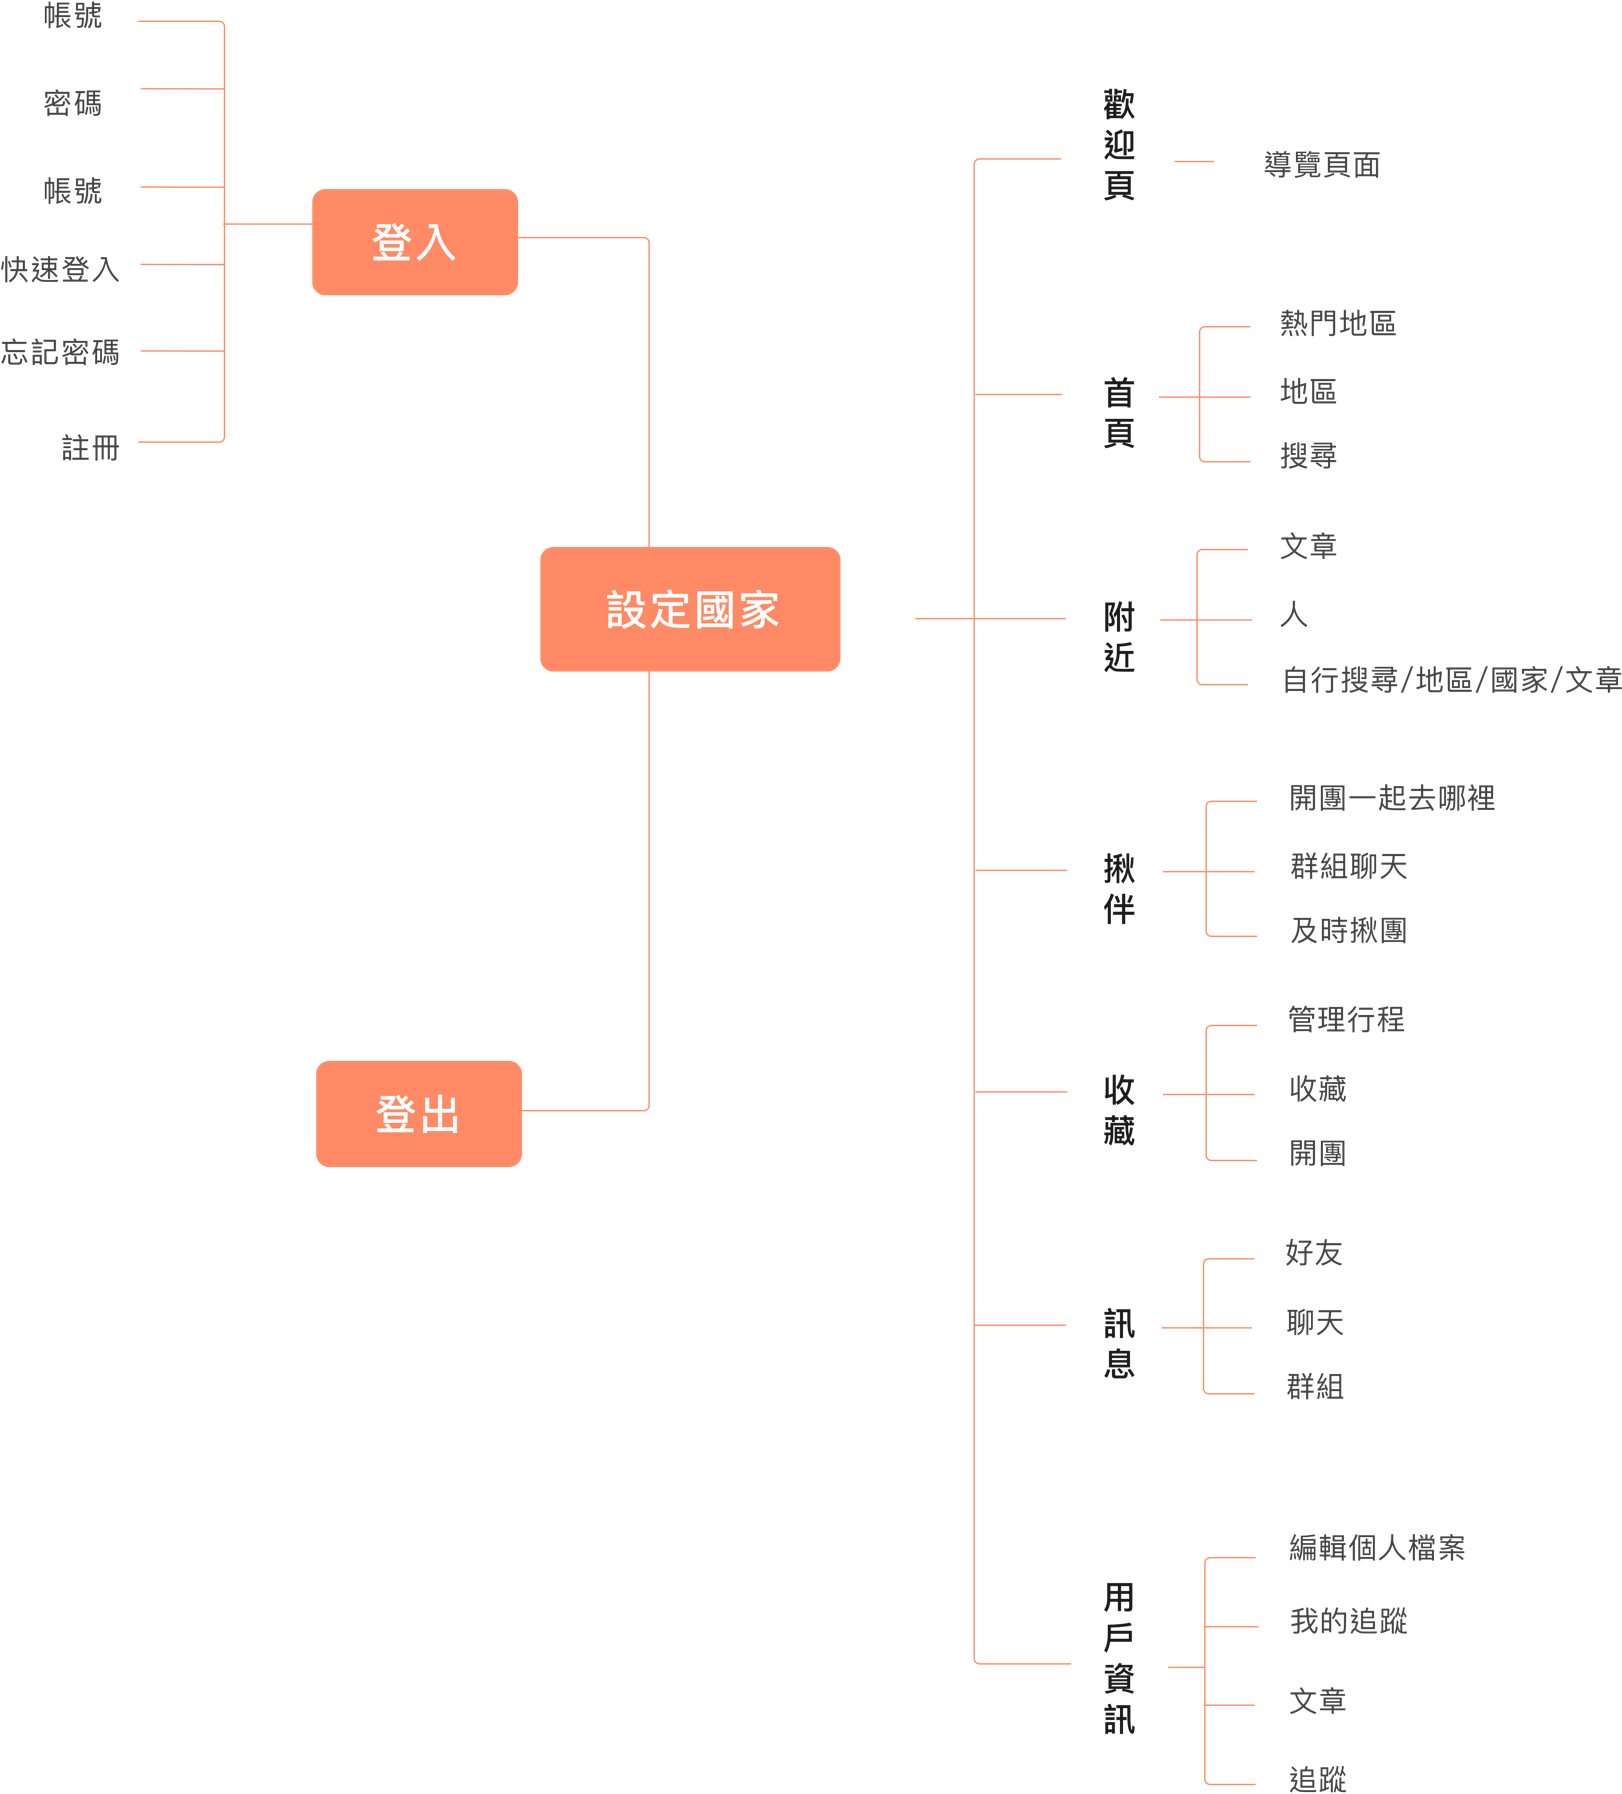 帳號
密碼
帳號
快速登入
忘記密碼
註冊
登入
設定國家
登出
歡迎頁
導覽頁面
首頁
熱門地區
地區
搜尋
附近
文章
人
自行搜尋/地區/國家/文章
揪伴
開團一起去哪裡
群組聊天
及時揪團
收藏
管理行程
收藏
開團
訊息
好友
聊天
群組
用戶資訊
編輯個人檔案
我的追蹤
文章
追蹤